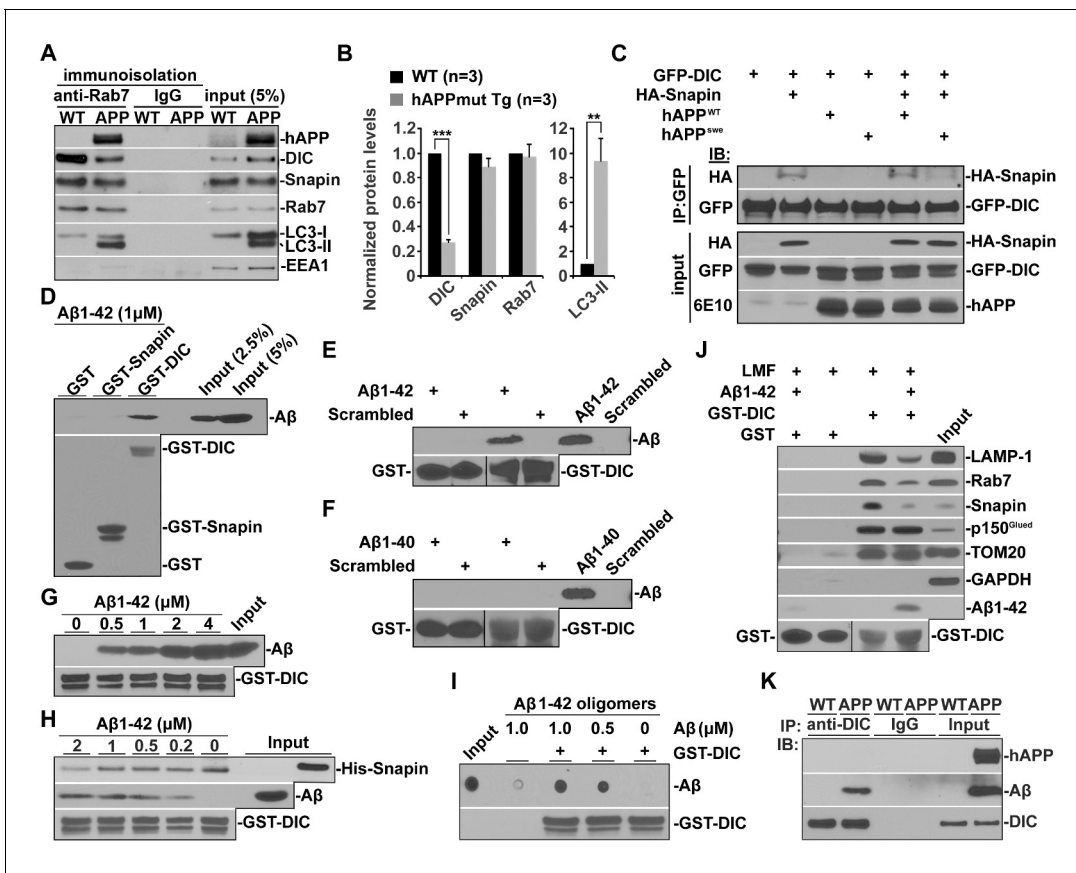 A
immunoisolation
anti-Rab7 IgG input (5%)
WT APP WT APP WT APP
-hAPP
-DIC
-Snapin
-Rab7
-LC3-I
LC3-II
-EEA1
B
WT (n=3)
hAPPmut Tg (n=3)
Normalized protein levels
1.2
1.0
0.8
0.6
0.4
0.2
0
***
DIC
Snapin
Rab7
12
10
8
6
4
2
0
**
LC3-II
C
GFP-DIC + + + + + +
HA-Snapin + + +
hAPPWT + +
hAPPswe + +
IB:
IP:GFP
HA -HA-Snapin
GFP -GFP-DIC
input
HA -HA-Snapin
GFP -GFP-DIC
6E10 -hAPP
D
Aβ1-42 (1µM)
GST
GST-Snapin
GST-DIC
Input (2.5%)
Input (5%)
-Aβ
-GST-DIC
-GST-Snapin
-GST
E
Aβ1-42 + +
Scrambled + +
Aβ1-42
Scrambled
-Aβ
GST- -GST-DIC
F
Aβ1-40 + +
Scrambled + +
Aβ1-40
Scrambled
-Aβ
GST- -GST-DIC
G
Aβ1-42 (µM)
0 0.5 1 2 4 Input
-Aβ
-GST-DIC
H
Aβ1-42 (µM)
2 1 0.5 0.2 0 Input
-His-Snapin
-Aβ
-GST-DIC
I
Aβ1-42 oligomers
Input 1.0 1.0 0.5 0 Aβ (µM)
+ + + GST-DIC
-Aβ
-GST-DIC
J
LMF + + + +
Aβ1-42 + +
GST-DIC + +
GST + +
Input
-LAMP-1
-Rab7
-Snapin
-p150Glued
-TOM20
-GAPDH
-Aβ1-42
GST- -GST-DIC
K
WT APP WT APP WT APP
IP: anti-DIC IgG Input
IB:
-hAPP
-Aβ
-DIC